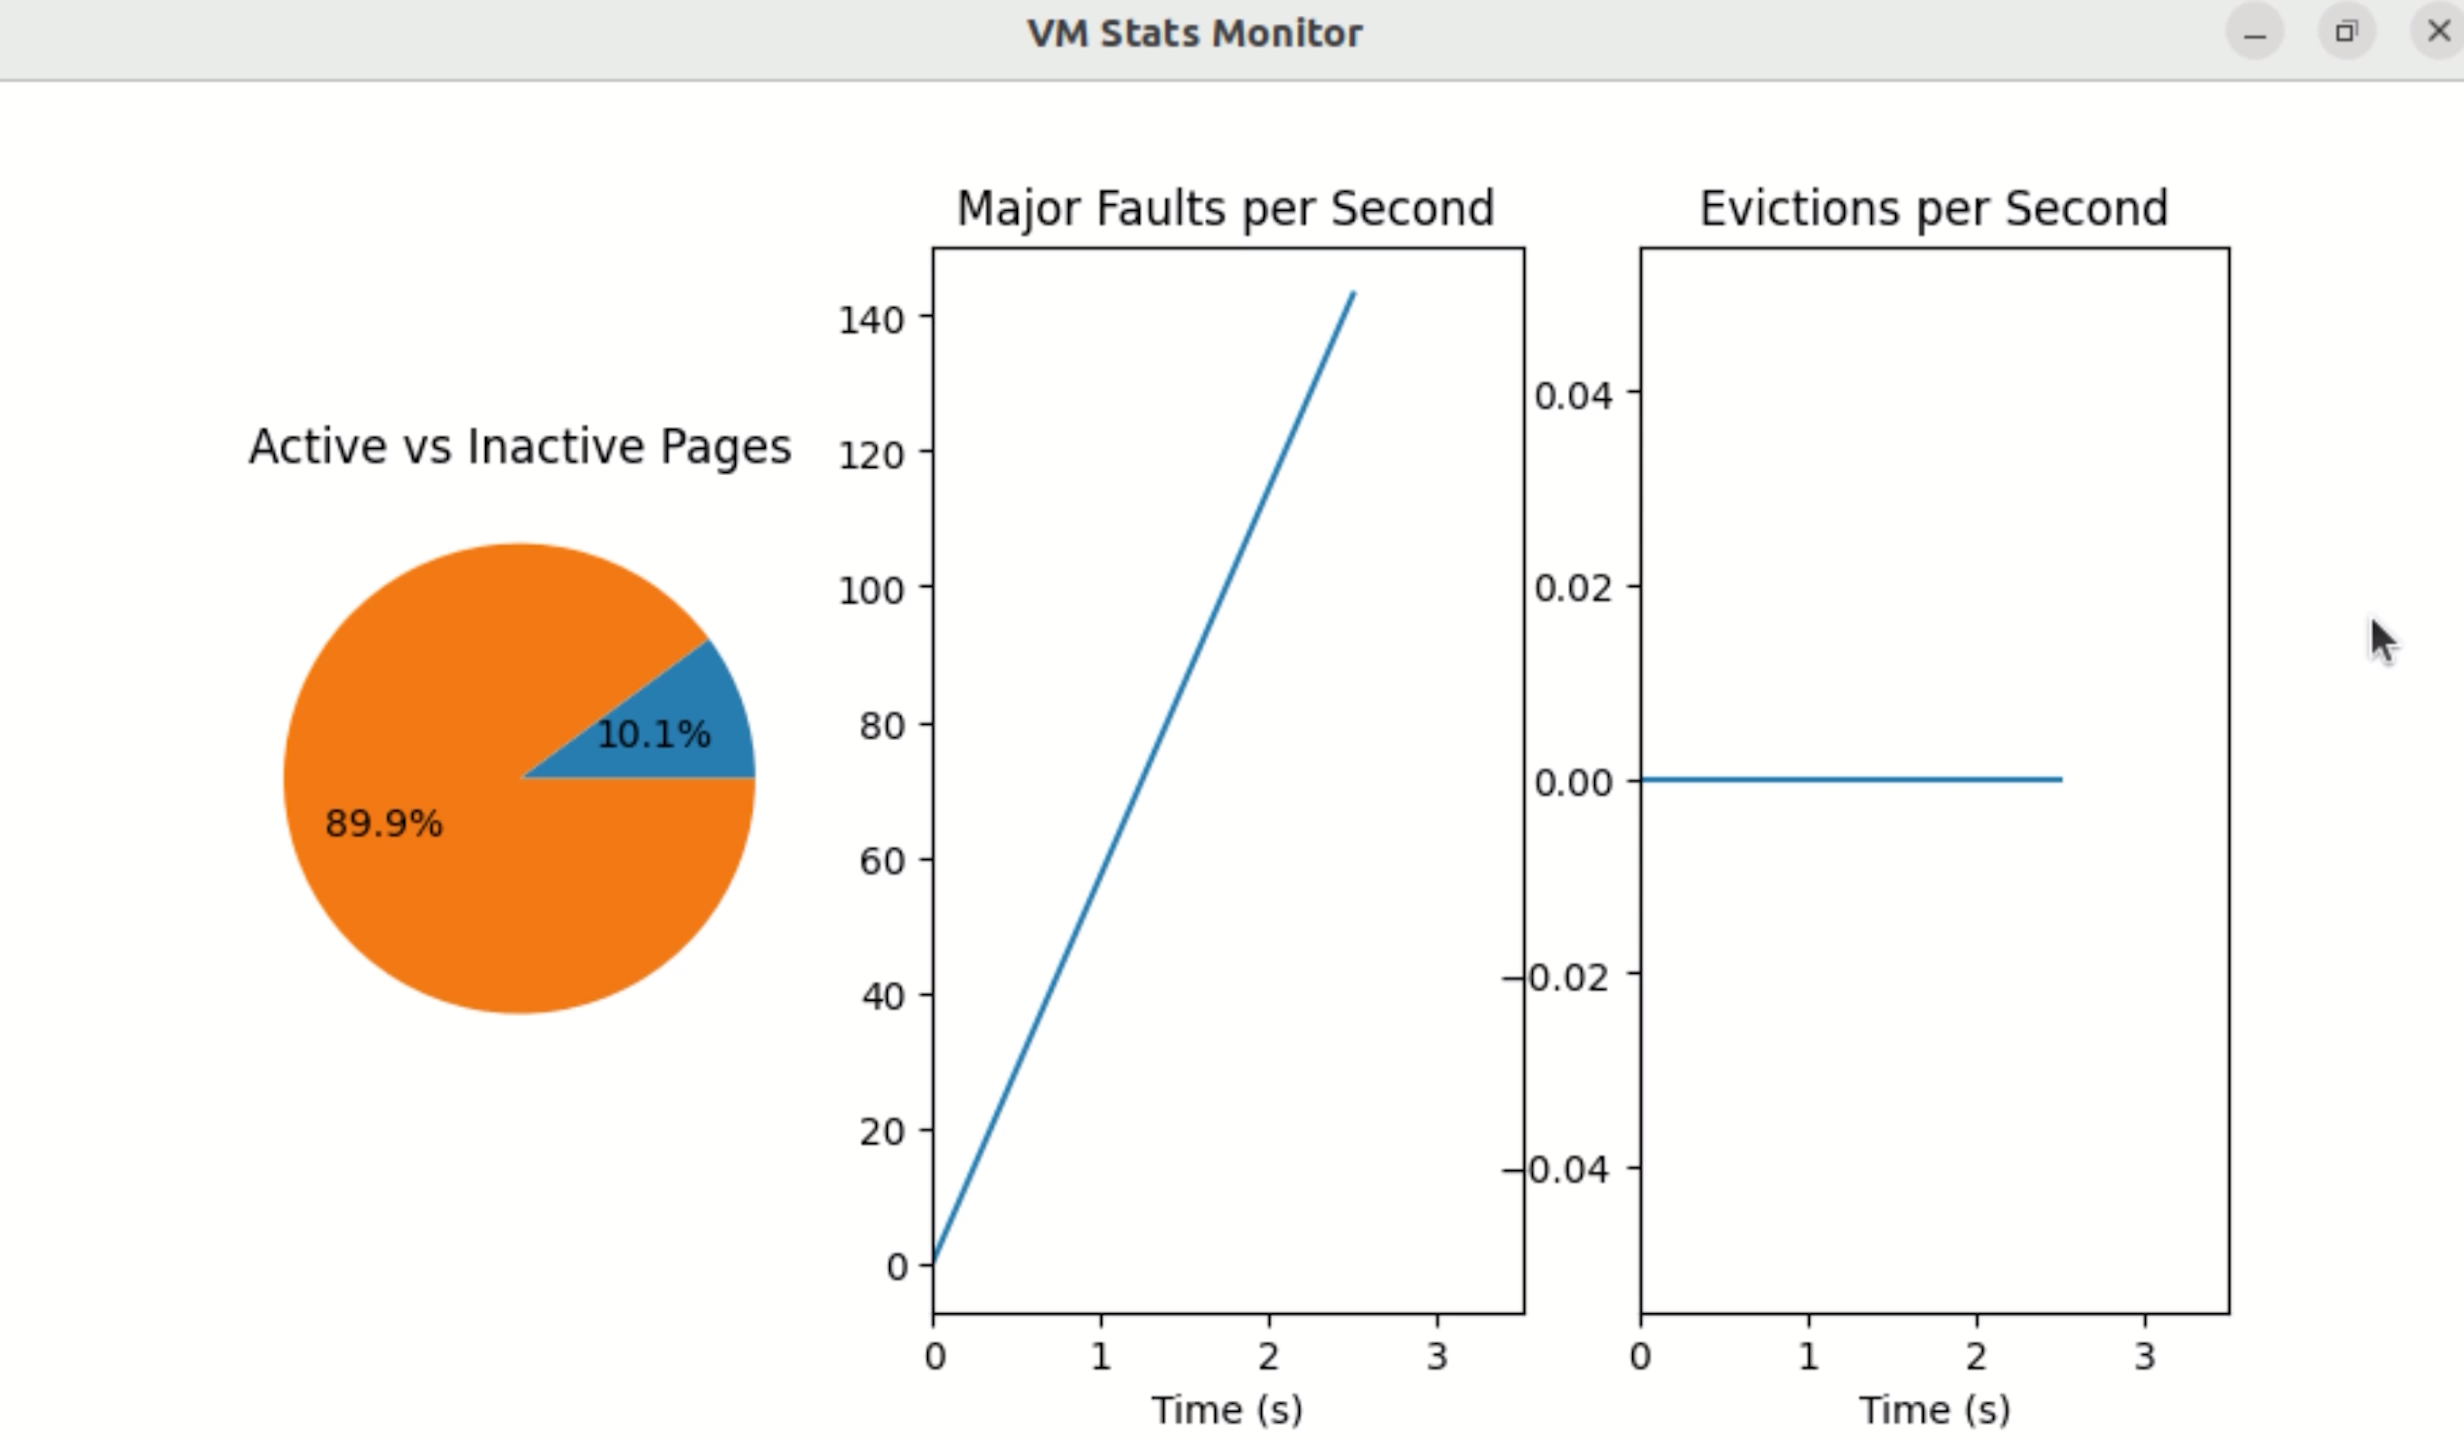 VM Stats Monitor
Active vs Inactive Pages
10.1%
89.9%
Major Faults per Second
140
120
100
80
60
40
20
0
0 1 2 3
Time (s)
Evictions per Second
0.04
0.02
0.00
−0.02
−0.04
0 1 2 3
Time (s)